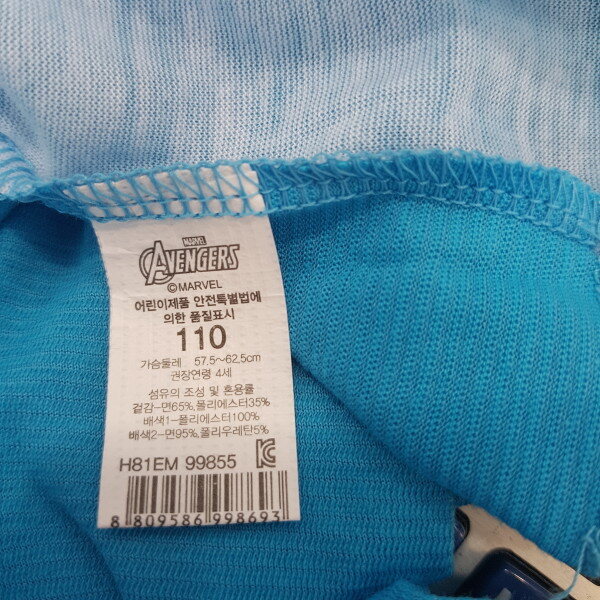 MARVEL
AVENGERS
©MARVEL
어린이제품 안전특별법에
의한 품질표시
110
가슴둘레 57.5~62.5cm
권장연령 4세
섬유의 조성 및 혼용률
겉감-면65%,폴리에스터35%
배색1-폴리에스터100%
배색2-면95%,폴리우레탄5%
H81EM 99855
8 809586 998693